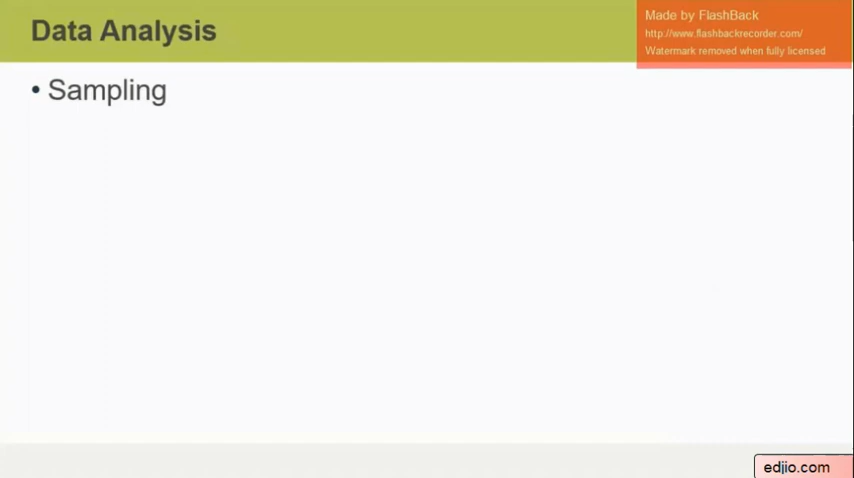 Data Analysis
Made by FlashBack
http://www.flashbackrecorder.com/
Watermark removed when fully licensed
• Sampling
edjio.com